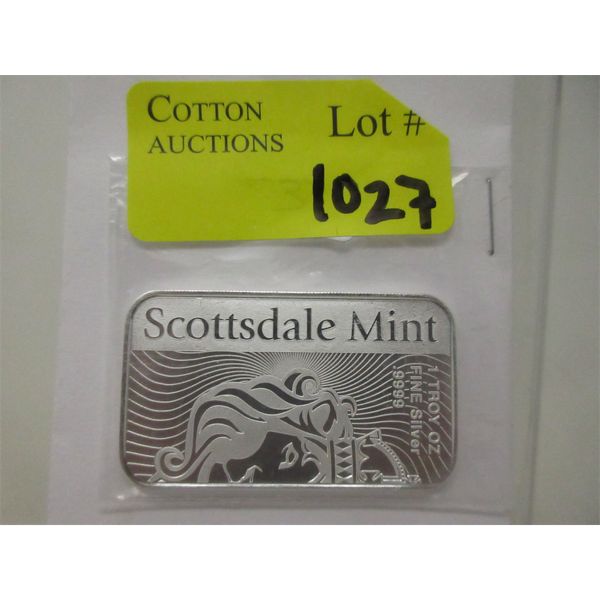 COTTON
AUCTIONS
Lot #
1027
Scottsdale Mint
1 TROY OZ
FINE Silver
.9999